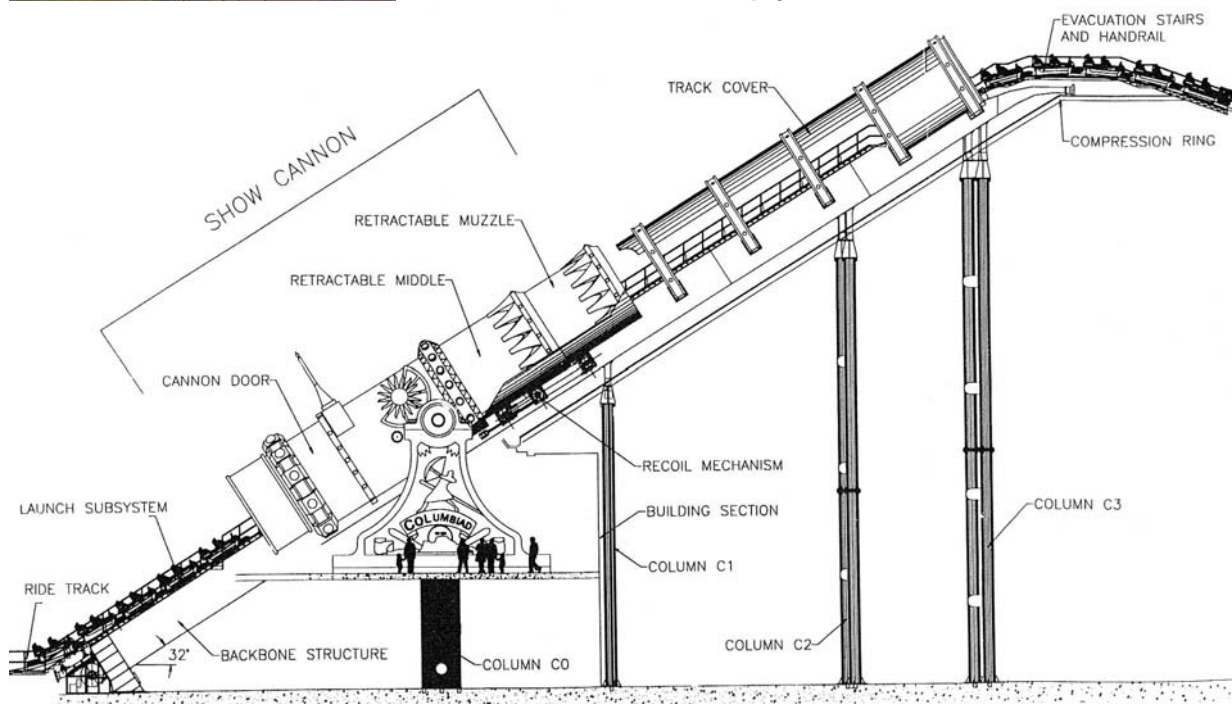 EVACUATION STAIRS
AND HANDRAIL
TRACK COVER
COMPRESSION RING
SHOW CANNON
RETRACTABLE MUZZLE
RETRACTABLE MIDDLE
CANNON DOOR
RECOIL MECHANISM
LAUNCH SUBSYSTEM
COLUMBIAD
BUILDING SECTION
COLUMN C3
COLUMN C1
RIDE TRACK
32°
BACKBONE STRUCTURE
COLUMN C0
COLUMN C2